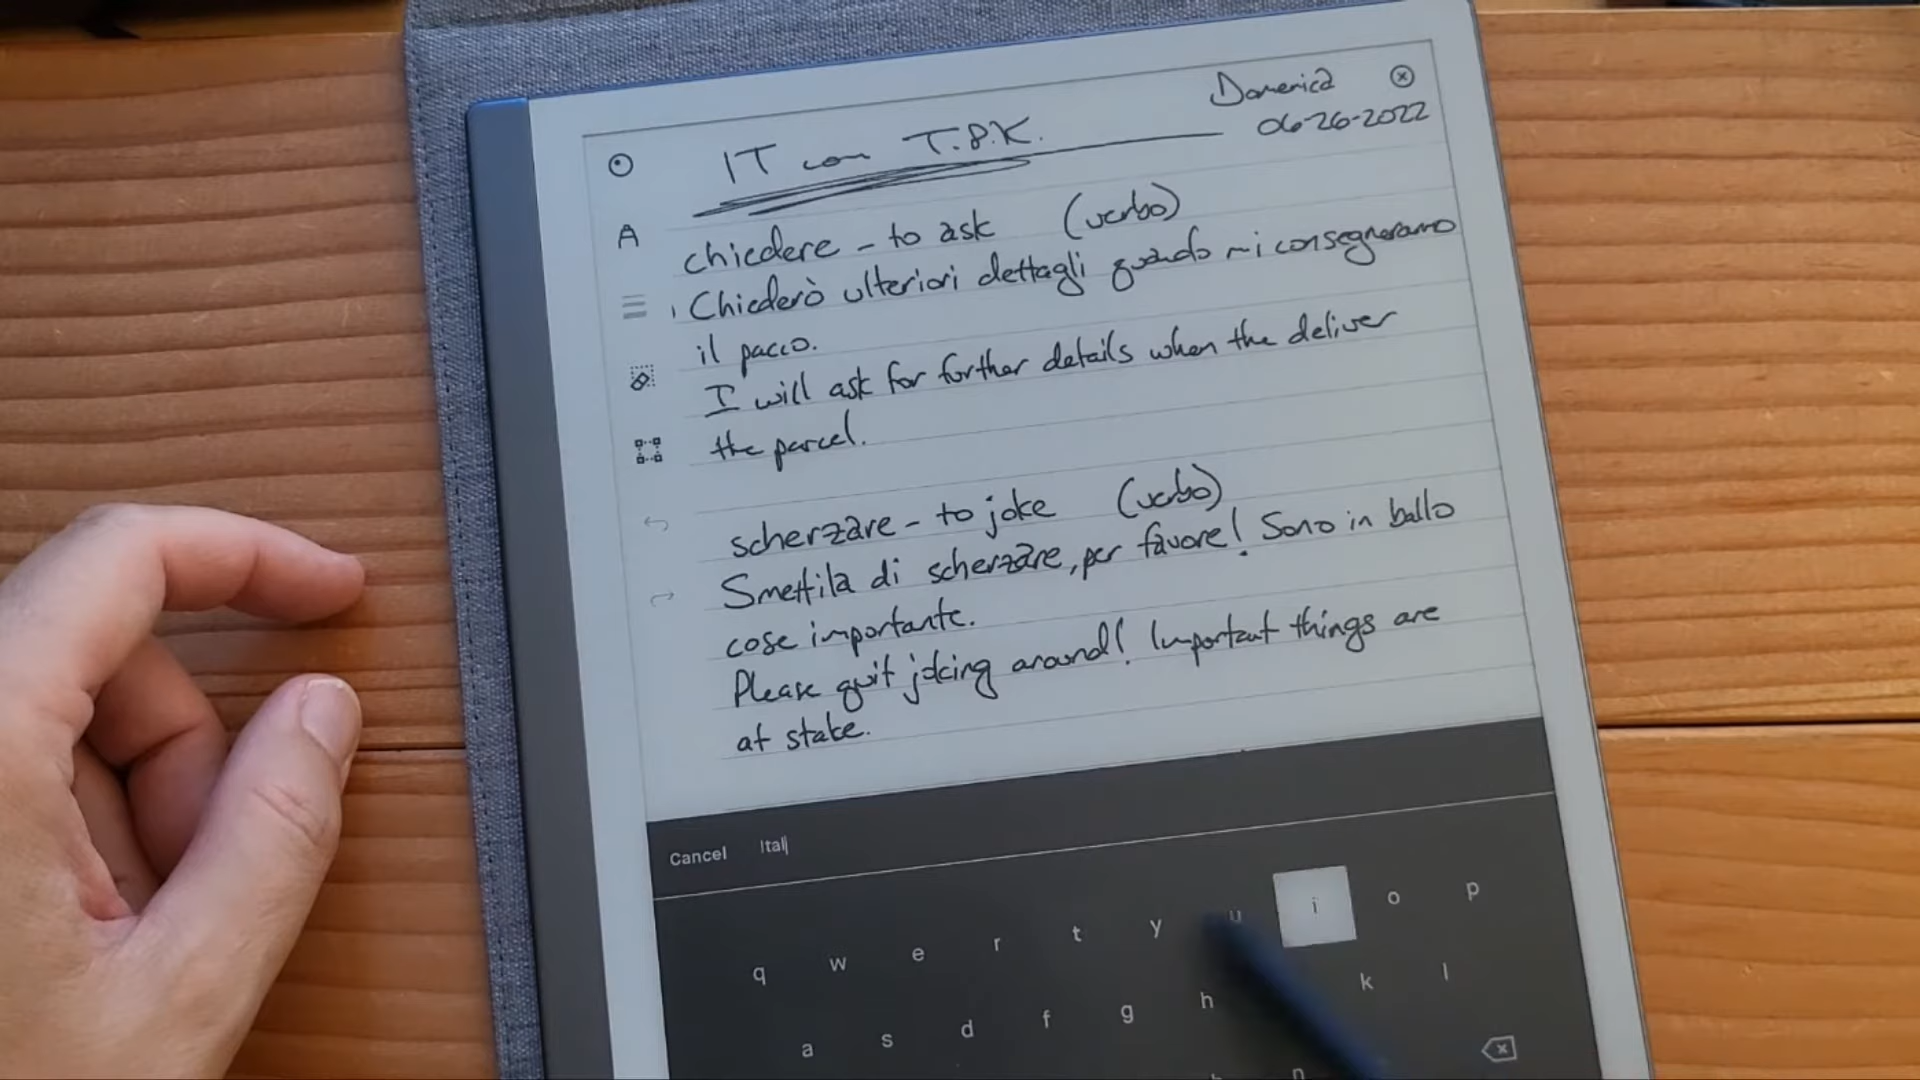 Domenica
IT con T.P.K.
06-26-2022
A
chiedere - to ask (verbo)
Chiederò ulteriori dettagli quando mi consegneranno
il pacco.
I will ask for further details when the deliver
the parcel.
scherzare - to joke (verbo)
Smettila di scherzare, per favore! Sono in ballo
cose importante.
Please quit joking around! Important things are
at stake.
Cancel Ital
q w e r t y u i o p
a s d f g h k l